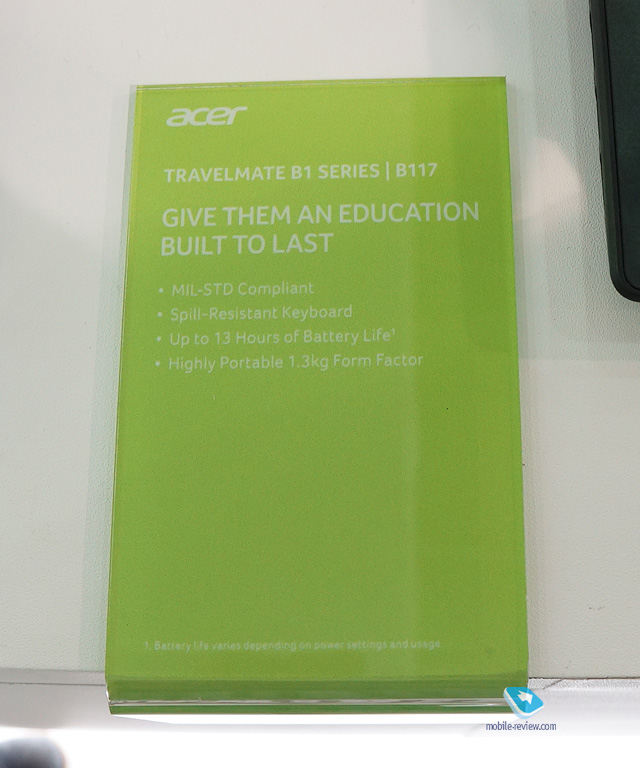 acer
TRAVELMATE B1 SERIES | B117
GIVE THEM AN EDUCATION
BUILT TO LAST
• MIL-STD Compliant
• Spill-Resistant Keyboard
• Up to 13 Hours of Battery Life¹
• Highly Portable 1.3kg Form Factor
1. Battery life varies depending on power settings and usage
mobile-review.com